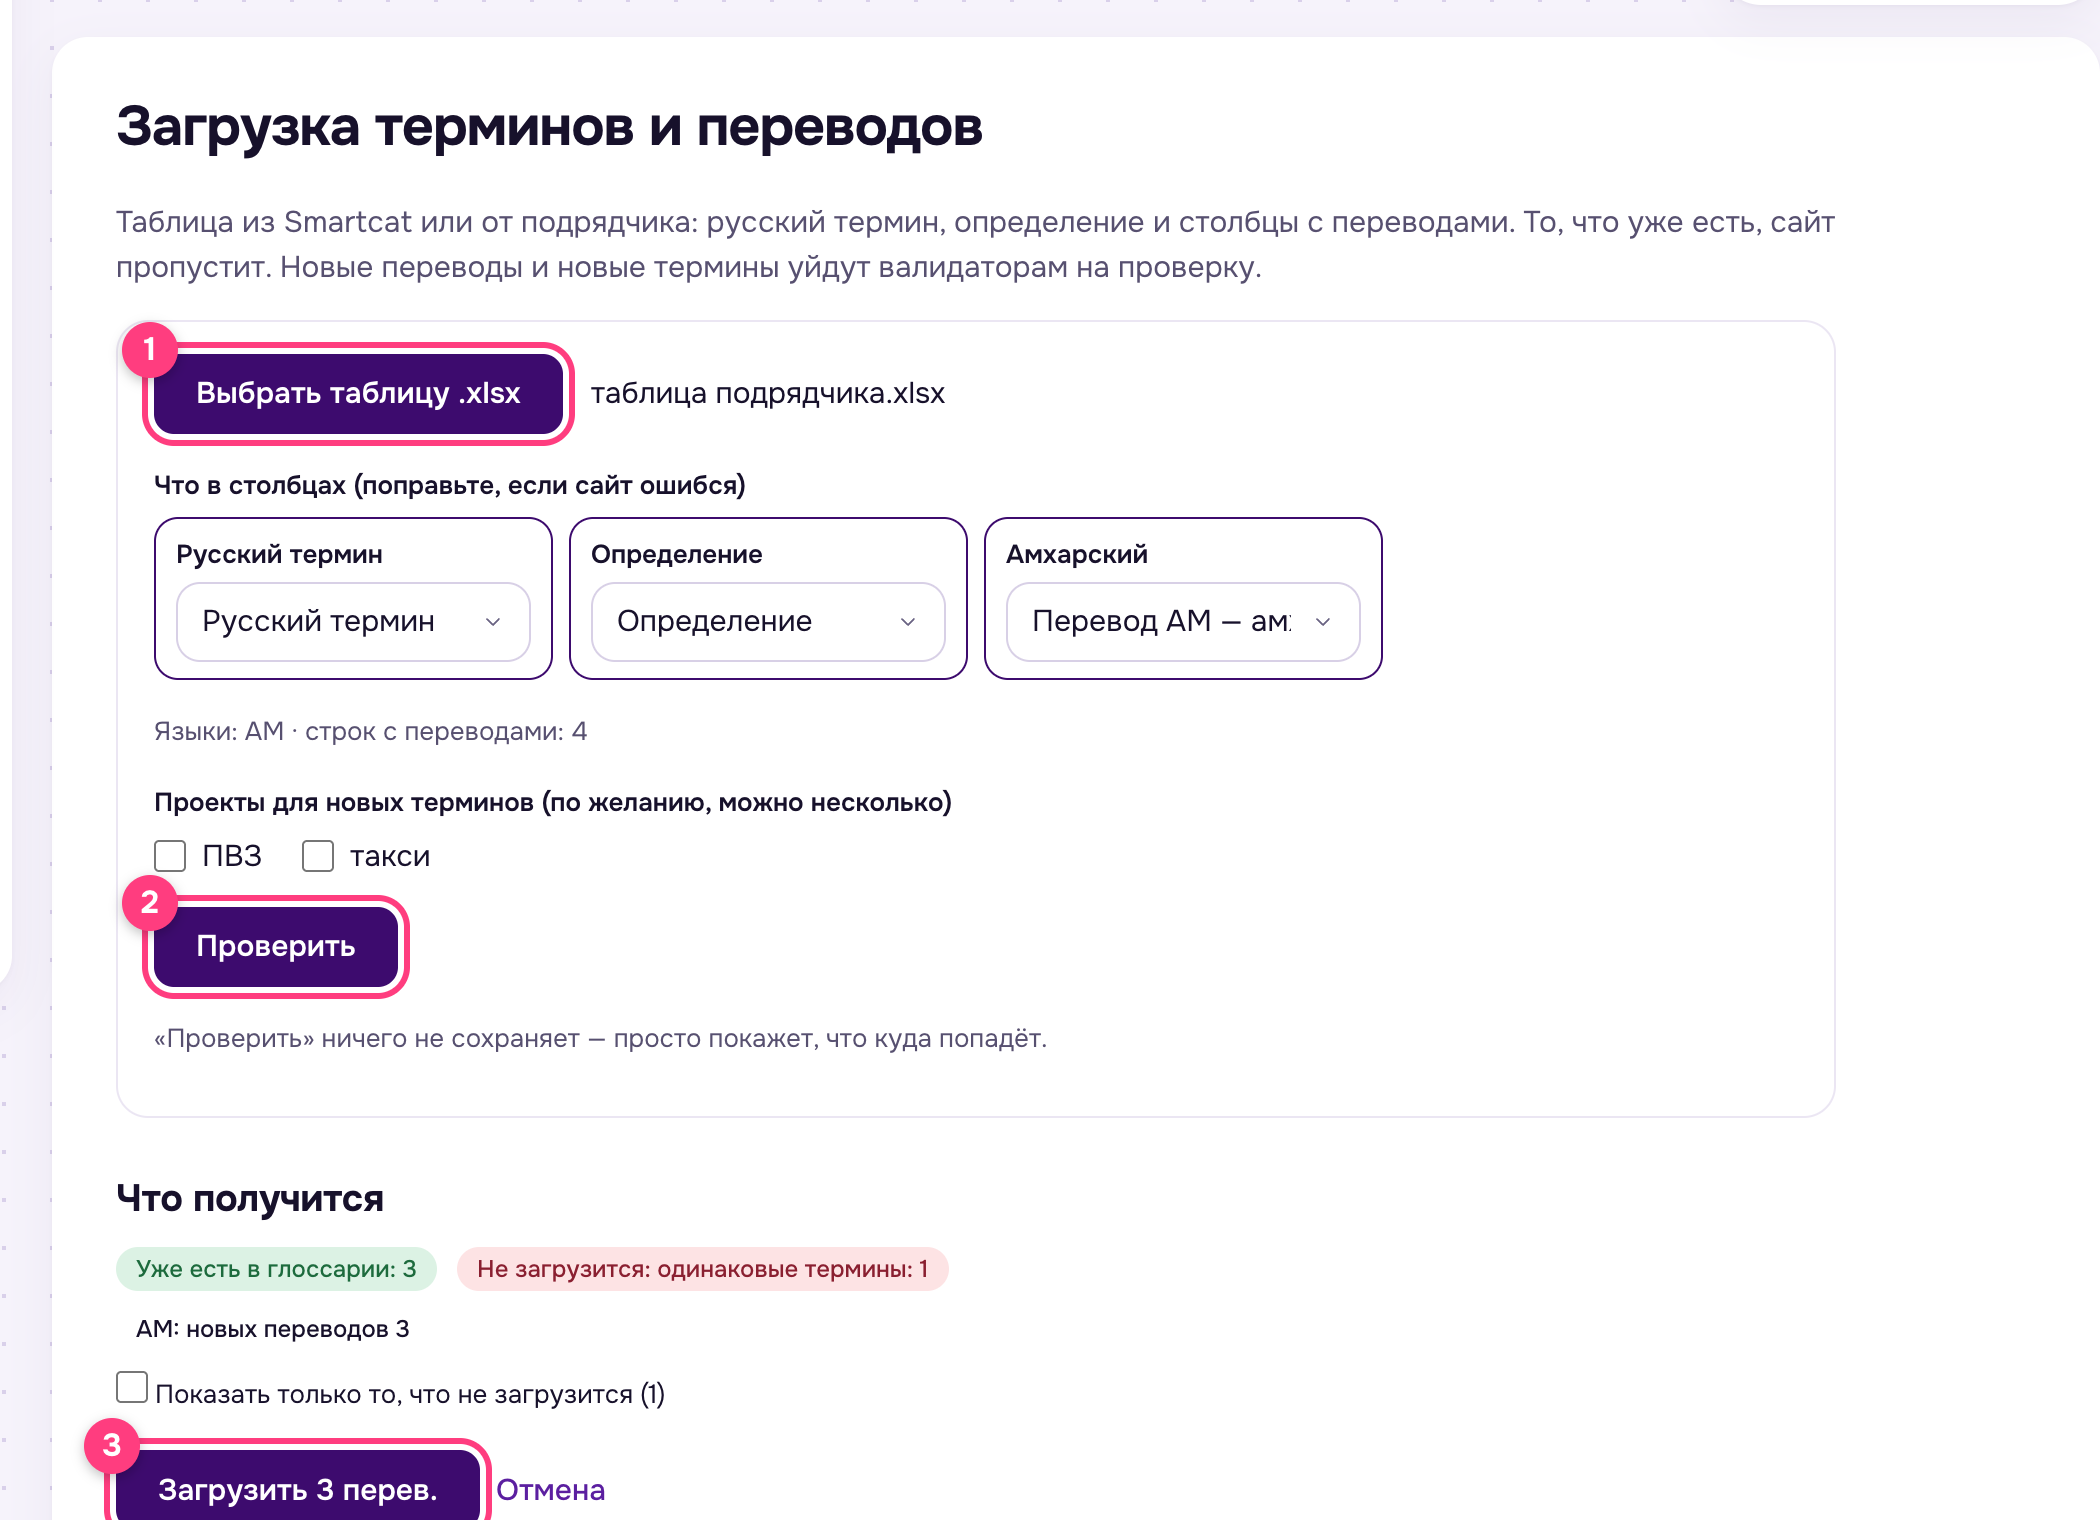 Загрузка терминов и переводов
Таблица из Smartcat или от подрядчика: русский термин, определение и столбцы с переводами. То, что уже есть, сайт
пропустит. Новые переводы и новые термины уйдут валидаторам на проверку.
1
Выбрать таблицу .xlsx
таблица подрядчика.xlsx
Что в столбцах (поправьте, если сайт ошибся)
Русский термин
Определение
Амхарский
Русский термин
Определение
Перевод AM — ам
Языки: AM · строк с переводами: 4
Проекты для новых терминов (по желанию, можно несколько)
ПВЗ
такси
2
Проверить
«Проверить» ничего не сохраняет — просто покажет, что куда попадёт.
Что получится
Уже есть в глоссарии: 3
Не загрузится: одинаковые термины: 1
AM: новых переводов 3
Показать только то, что не загрузится (1)
3
Загрузить 3 перев.
Отмена